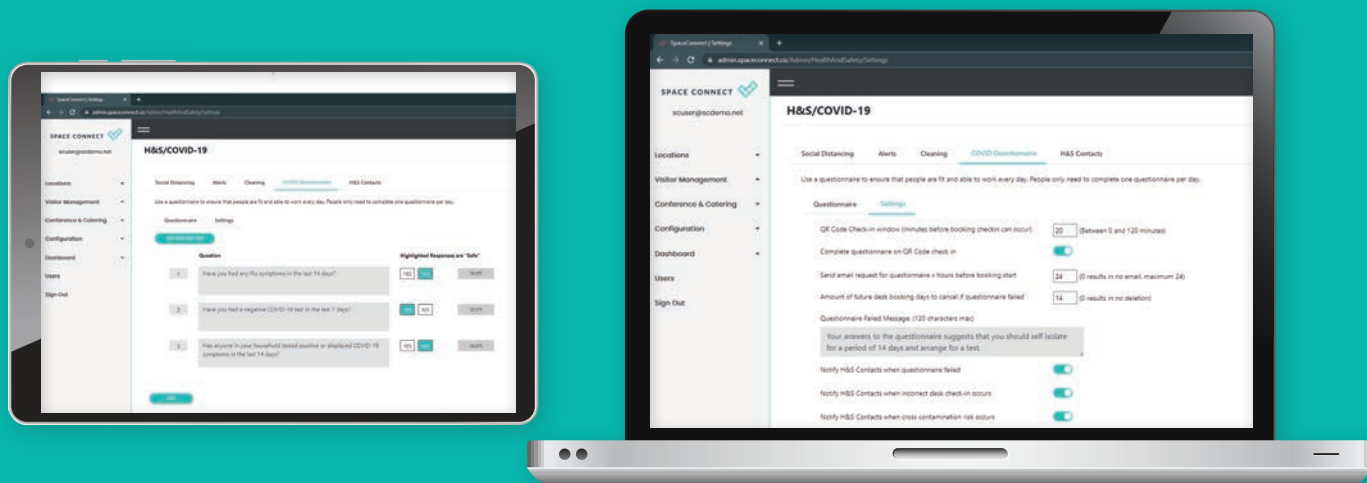 SpaceConnect | Settings
admin.spaceconnect.co/Admin/HealthAndSafety/Settings
SPACE CONNECT
scuser@scdemo.net
H&S/COVID-19
Locations
Visitor Management
Conference & Catering
Configuration
Dashboard
Users
Sign Out
Social Distancing Alerts Cleaning COVID Questionnaire H&S Contacts
Use a questionnaire to ensure that people are fit and able to work every day. People only need to complete one questionnaire per day.
Questionnaire Settings
Question Highlighted Responses are "Safe"
1 Have you had any flu symptoms in the last 14 days? YES NO
2 Have you had a negative COVID-19 test in the last 7 days? YES NO
3 Has anyone in your household tested positive or displayed COVID-19
symptoms in the last 14 days? YES NO
SpaceConnect | Settings
admin.spaceconnect.co/Admin/HealthAndSafety/Settings
SPACE CONNECT
scuser@scdemo.net
H&S/COVID-19
Locations
Visitor Management
Conference & Catering
Configuration
Dashboard
Users
Sign Out
Social Distancing Alerts Cleaning COVID Questionnaire H&S Contacts
Use a questionnaire to ensure that people are fit and able to work every day. People only need to complete one questionnaire per day.
Questionnaire Settings
QR Code Check-in window (minutes before booking checkin can occur) 20 (Between 0 and 120 minutes)
Complete questionnaire on QR Code check in
Send email request for questionnaire x hours before booking start 24 (0 results in no email, maximum 24)
Amount of future desk booking days to cancel if questionnaire failed 14 (0 results in no deletion)
Questionnaire Failed Message: (120 characters max)
Your answers to the questionnaire suggests that you should self isolate
for a period of 14 days and arrange for a test.
Notify H&S Contacts when questionnaire failed
Notify H&S Contacts when incorrect desk check-in occurs
Notify H&S Contacts when cross contamination risk occurs